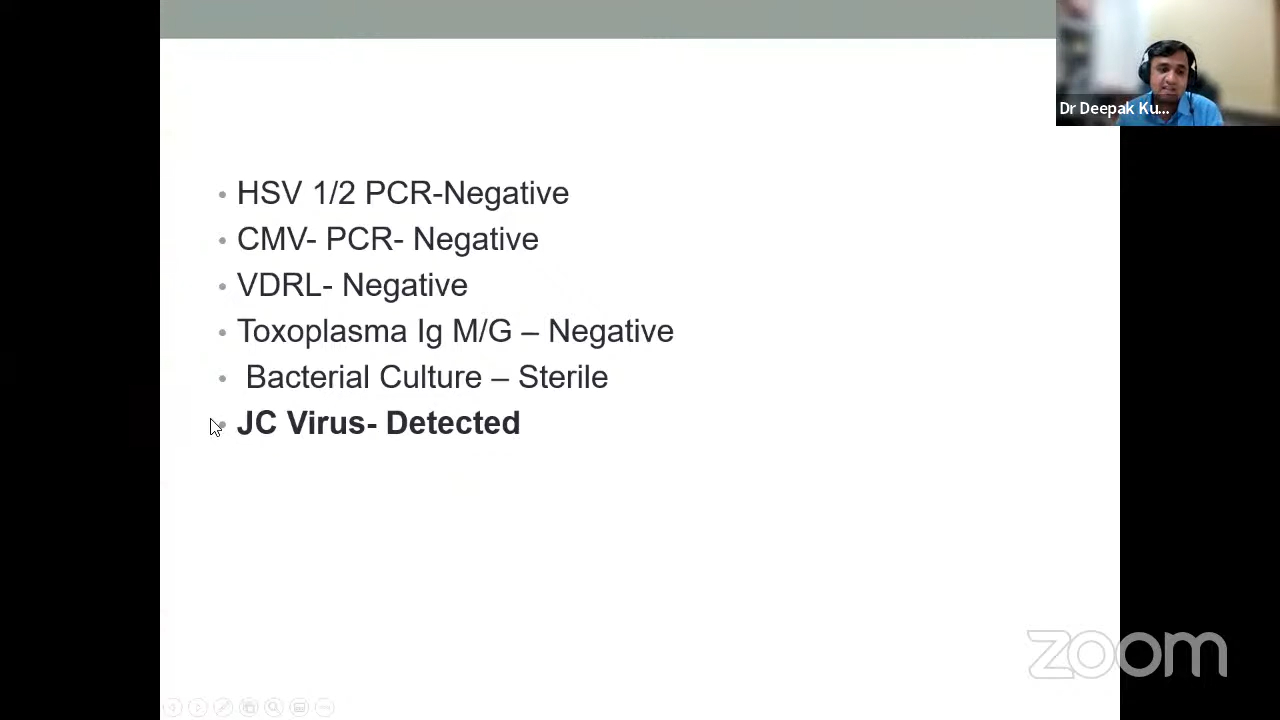 Dr Deepak Ku...
• HSV 1/2 PCR-Negative
• CMV- PCR- Negative
• VDRL- Negative
• Toxoplasma Ig M/G – Negative
• Bacterial Culture – Sterile
• JC Virus- Detected
zoom